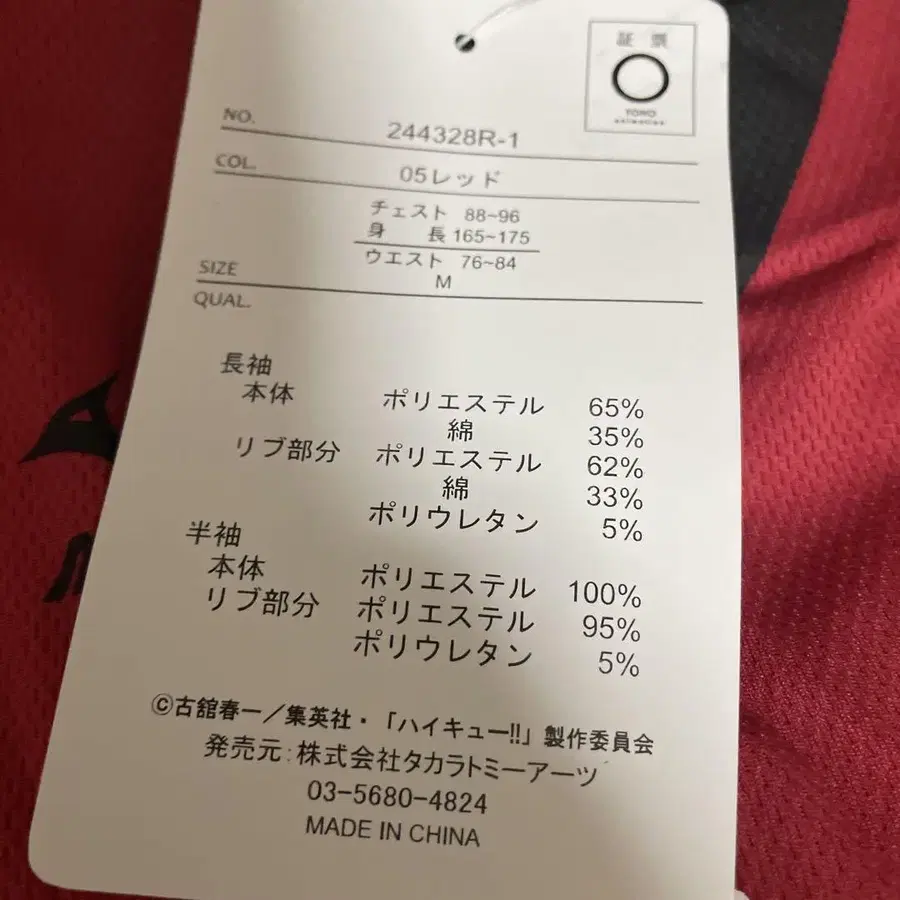 証票
TOHO
animation
NO. 244328R-1
COL. 05レッド
チェスト 88~96
身 長 165~175
ウエスト 76~84
SIZE M
QUAL.
長袖
本体 ポリエステル 65%
綿 35%
リブ部分 ポリエステル 62%
綿 33%
ポリウレタン 5%
半袖
本体 ポリエステル 100%
リブ部分 ポリエステル 95%
ポリウレタン 5%
©古舘春一／集英社・「ハイキュー!!」製作委員会
発売元:株式会社タカラトミーアーツ
03-5680-4824
MADE IN CHINA